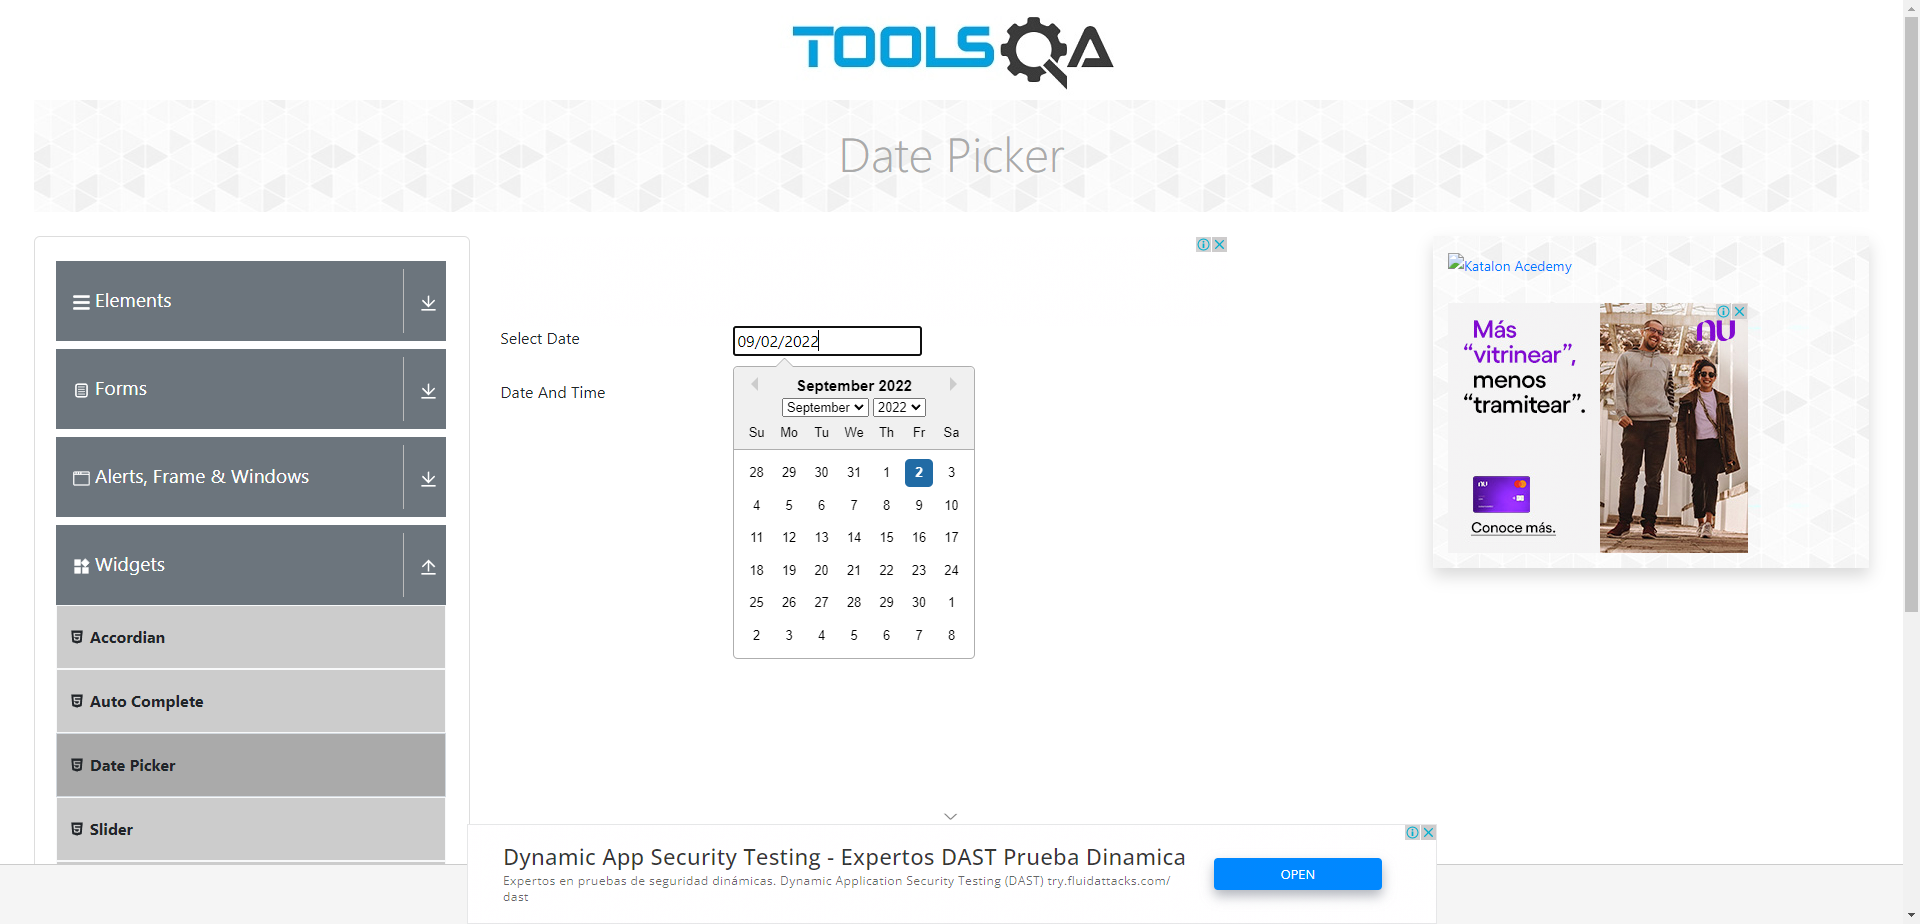 TOOLSQA
Date Picker
Elements
Forms
Alerts, Frame & Windows
Widgets
Accordian
Auto Complete
Date Picker
Slider
Select Date
09/02/2022
Date And Time
September 2022
September 2022
Su Mo Tu We Th Fr Sa
28 29 30 31 1 2 3
4 5 6 7 8 9 10
11 12 13 14 15 16 17
18 19 20 21 22 23 24
25 26 27 28 29 30 1
2 3 4 5 6 7 8
Katalon Acedemy
Más
“vitrinear”,
menos
“tramitear”.
nu
nu
Conoce más.
Dynamic App Security Testing - Expertos DAST Prueba Dinamica
Expertos en pruebas de seguridad dinámicas. Dynamic Application Security Testing (DAST) try.fluidattacks.com/
dast
OPEN